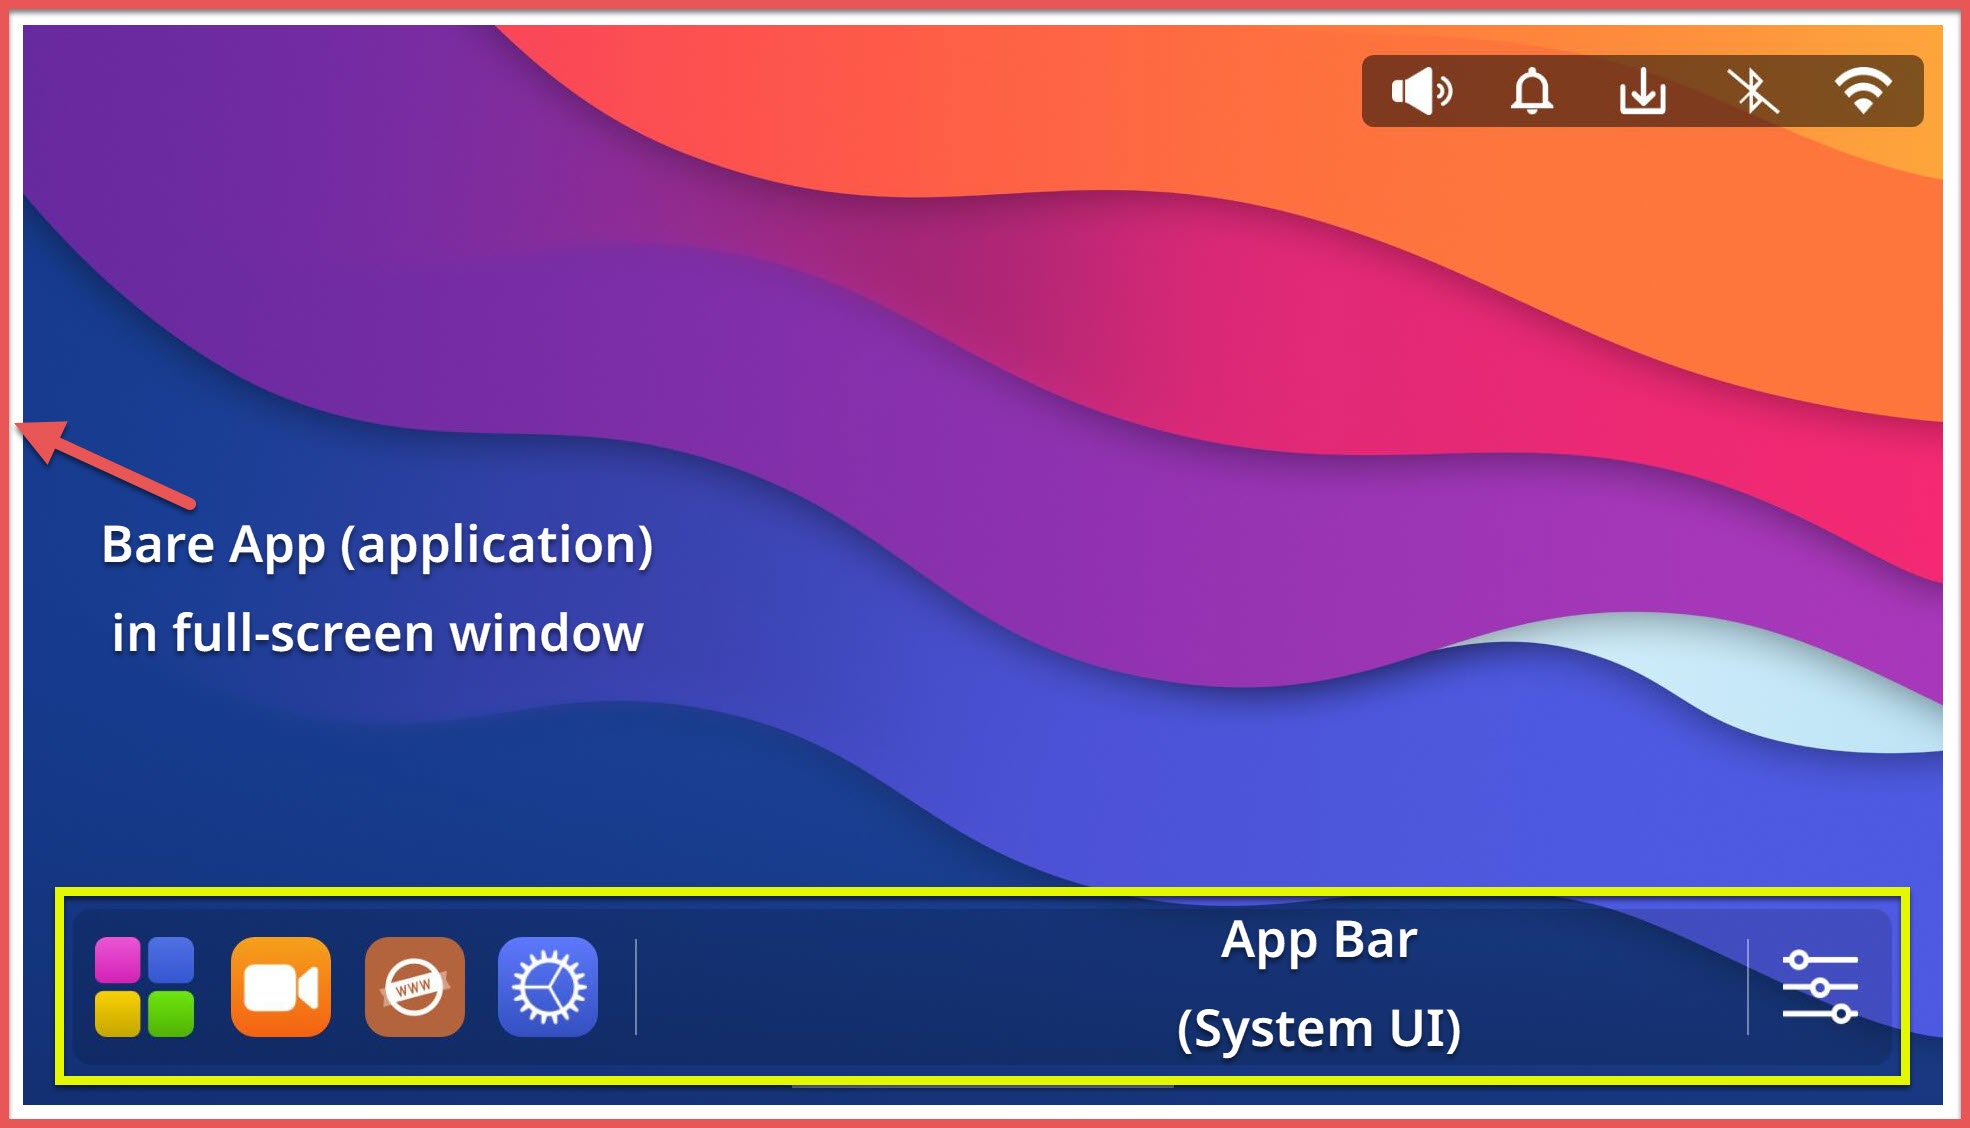 Bare App (application)
in full-screen window
App Bar
(System UI)
WWW